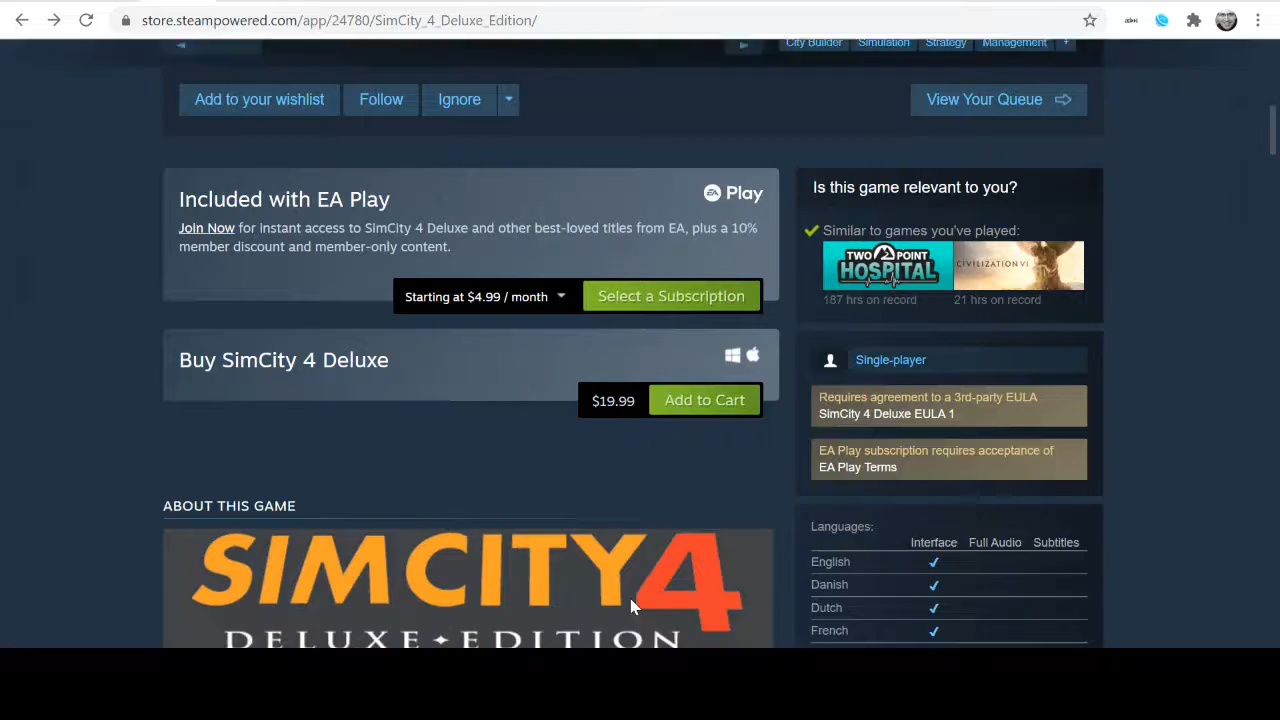 store.steampowered.com/app/24780/SimCity_4_Deluxe_Edition/
City Builder Simulation Strategy Management +
Add to your wishlist Follow Ignore View Your Queue
Included with EA Play
EA Play
Join Now for instant access to SimCity 4 Deluxe and other best-loved titles from EA, plus a 10%
member discount and member-only content.
Starting at $4.99 / month Select a Subscription
Buy SimCity 4 Deluxe
$19.99 Add to Cart
ABOUT THIS GAME
SIMCITY 4
DELUXE EDITION
Is this game relevant to you?
Similar to games you've played:
TWO POINT
HOSPITAL
CIVILIZATION VI
187 hrs on record 21 hrs on record
Single-player
Requires agreement to a 3rd-party EULA
SimCity 4 Deluxe EULA 1
EA Play subscription requires acceptance of
EA Play Terms
Languages:
Interface Full Audio Subtitles
English
Danish
Dutch
French